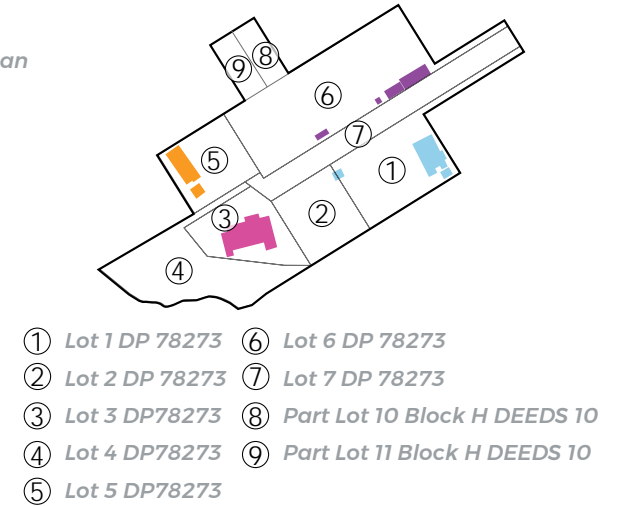 an
9
8
6
7
5
1
3
2
4
1 Lot 1 DP 78273
2 Lot 2 DP 78273
3 Lot 3 DP78273
4 Lot 4 DP78273
5 Lot 5 DP78273
6 Lot 6 DP 78273
7 Lot 7 DP 78273
8 Part Lot 10 Block H DEEDS 10
9 Part Lot 11 Block H DEEDS 10